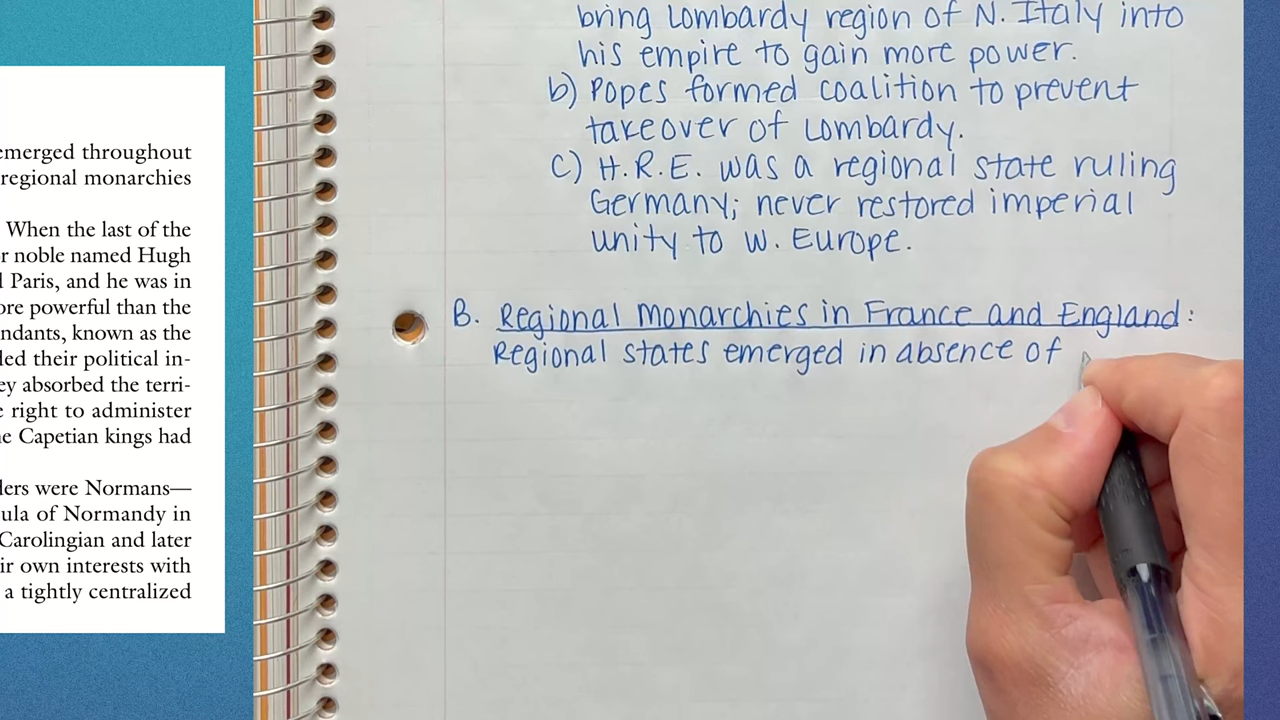 emerged throughout
regional monarchies
When the last of the
r noble named Hugh
Paris, and he was in
ore powerful than the
ndants, known as the
ded their political in-
ey absorbed the terri-
e right to administer
he Capetian kings had
ders were Normans—
sula of Normandy in
Carolingian and later
ir own interests with
a tightly centralized
bring Lombardy region of N. Italy into
his empire to gain more power.
b) Popes formed coalition to prevent
takeover of Lombardy.
c) H.R.E. was a regional state ruling
Germany; never restored imperial
unity to W. Europe.
B. Regional Monarchies in France and England:
Regional states emerged in absence of